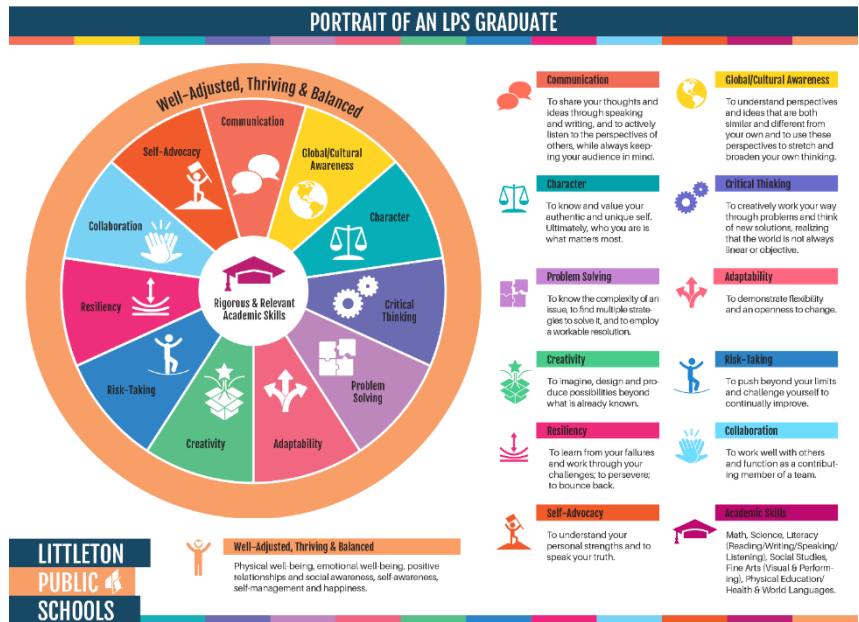 PORTRAIT OF AN LPS GRADUATE
Well-Adjusted, Thriving & Balanced
Communication
Global/Cultural
Awareness
Character
Critical
Thinking
Problem
Solving
Adaptability
Creativity
Risk-Taking
Resiliency
Collaboration
Self-Advocacy
Rigorous & Relevant
Academic Skills
Communication
To share your thoughts and
ideas through speaking
and writing, and to actively
listen to the perspectives of
others, while always keep-
ing your audience in mind.
Global/Cultural Awareness
To understand perspectives
and ideas that are both
similar and different from
your own and to use these
perspectives to stretch and
broaden your own thinking.
Character
To know and value your
authentic and unique self.
Ultimately, who you are is
what matters most.
Critical Thinking
To creatively work your way
through problems and think
of new solutions, realizing
that the world is not always
linear or objective.
Problem Solving
To know the complexity of an
issue, to find multiple strate-
gies to solve it, and to employ
a workable resolution.
Adaptability
To demonstrate flexibility
and an openness to change.
Creativity
To imagine, design and pro-
duce possibilities beyond
what is already known.
Risk-Taking
To push beyond your limits
and challenge yourself to
continually improve.
Resiliency
To learn from your failures
and work through your
challenges; to persevere;
to bounce back.
Collaboration
To work well with others
and function as a contribut-
ing member of a team.
Self-Advocacy
To understand your
personal strengths and to
speak your truth.
Academic Skills
Math, Science, Literacy
(Reading/Writing/Speaking/
Listening), Social Studies,
Fine Arts (Visual & Perform-
ing), Physical Education/
Health & World Languages.
LITTLETON
PUBLIC
SCHOOLS
Well-Adjusted, Thriving & Balanced
Physical well-being, emotional well-being, positive
relationships and social awareness, self-awareness,
self-management and happiness.